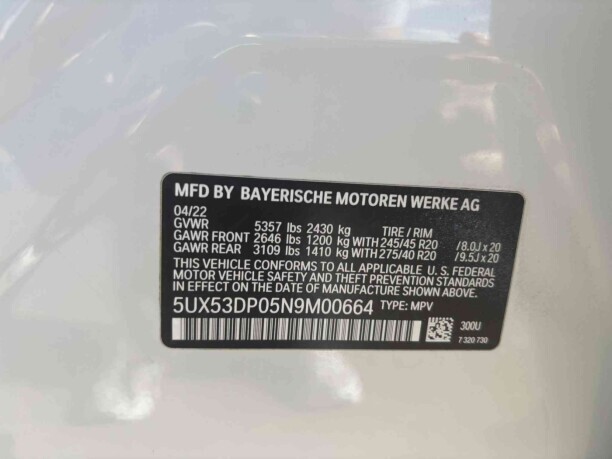 MFD BY BAYERISCHE MOTOREN WERKE AG
04/22
GVWR 5357 lbs 2430 kg TIRE / RIM
GAWR FRONT 2646 lbs 1200 kg WITH 245/45 R20 /8.0J x 20
GAWR REAR 3109 lbs 1410 kg WITH 275/40 R20 /9.5J x 20
THIS VEHICLE CONFORMS TO ALL APPLICABLE U. S. FEDERAL
MOTOR VEHICLE SAFETY AND THEFT PREVENTION STANDARDS
IN EFFECT ON THE DATE OF MANUFACTURE SHOWN ABOVE.
5UX53DP05N9M00664 TYPE: MPV
300U
7 320 730